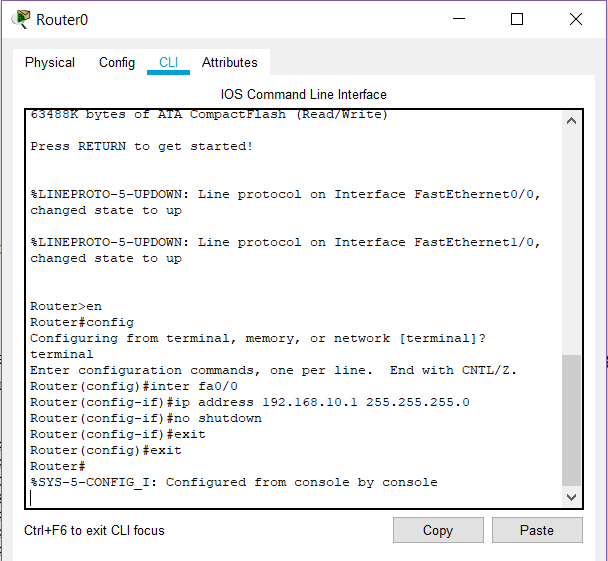 Router0
Physical Config CLI Attributes
IOS Command Line Interface
63488K bytes of ATA CompactFlash (Read/Write)
Press RETURN to get started!
%LINEPROTO-5-UPDOWN: Line protocol on Interface FastEthernet0/0,
changed state to up
%LINEPROTO-5-UPDOWN: Line protocol on Interface FastEthernet1/0,
changed state to up
Router>en
Router#config
Configuring from terminal, memory, or network [terminal]?
terminal
Enter configuration commands, one per line.  End with CNTL/Z.
Router(config)#inter fa0/0
Router(config-if)#ip address 192.168.10.1 255.255.255.0
Router(config-if)#no shutdown
Router(config-if)#exit
Router(config)#exit
Router#
%SYS-5-CONFIG_I: Configured from console by console
Ctrl+F6 to exit CLI focus
Copy Paste